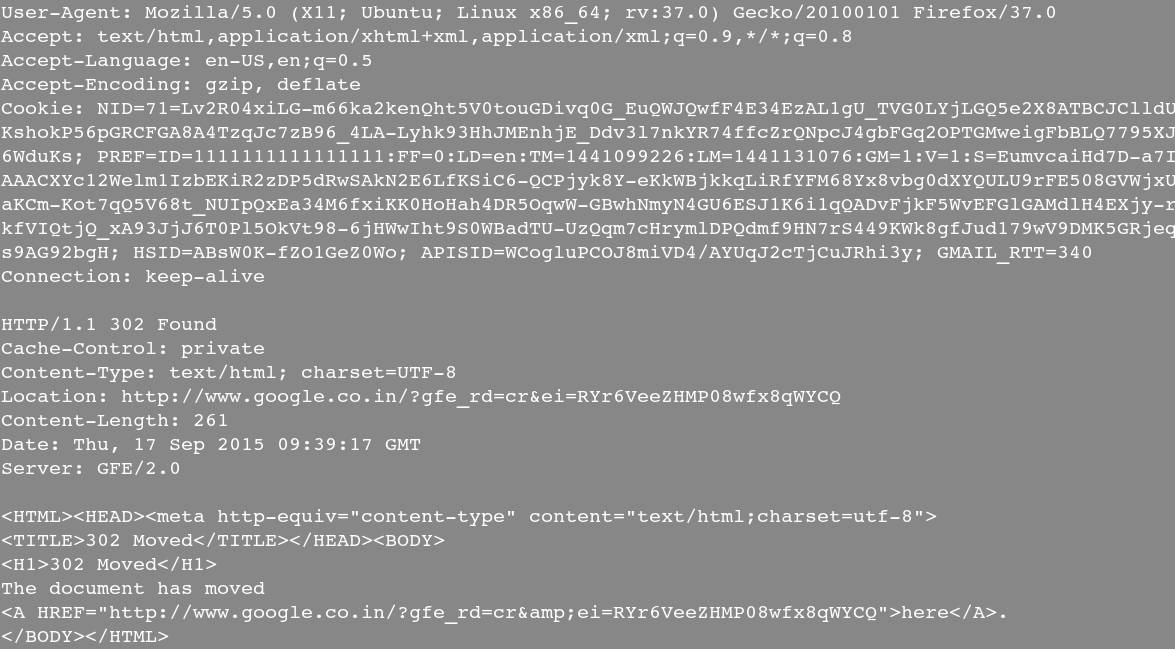 User-Agent: Mozilla/5.0 (X11; Ubuntu; Linux x86_64; rv:37.0) Gecko/20100101 Firefox/37.0
Accept: text/html,application/xhtml+xml,application/xml;q=0.9,*/*;q=0.8
Accept-Language: en-US,en;q=0.5
Accept-Encoding: gzip, deflate
Cookie: NID=71=Lv2R04xiLG-m66ka2kenQht5V0touGDivq0G_EuQWJQwfF4E34EzAL1gU_TVG0LYjLGQ5e2X8ATBCJClldU
KshokP56pGRCFGA8A4TzqJc7zB96_4LA-Lyhk93HhJMEnhjE_Ddv3l7nkYR74ffcZrQNpcJ4gbFGq2OPTGMweigFbBLQ7795Xd
6WduKs; PREF=ID=1111111111111111:FF=0:LD=en:TM=1441099226:LM=1441131076:GM=1:V=1:S=EumvcaiHd7D-a7I
AAACXYc12Welm1IzbEKiR2zDP5dRwSAkN2E6LfKSiC6-QCPjyk8Y-eKkWBjkkqLiRfYFM68Yx8vbg0dXYQULU9rFE508GVWjxU
aKCm-Kot7qQ5V68t_NUIpQxEa34M6fxiKK0HoHah4DR5OqwW-GBwhNmyN4GU6ESJ1K6i1qQADvFjkF5WvEFGlGAMdlH4EXjy-r
kfVIQtjQ_xA93JjJ6T0Pl5OkVt98-6jHWwIht9S0WBadTU-UzQqm7cHrymlDPQdmf9HN7rS449KWk8gfJud179wV9DMK5GRjeq
s9AG92bgH; HSID=ABsW0K-fZO1GeZ0Wo; APISID=WCogluPCOJ8miVD4/AYUqJ2cTjCuJRhi3y; GMAIL_RTT=340
Connection: keep-alive
HTTP/1.1 302 Found
Cache-Control: private
Content-Type: text/html; charset=UTF-8
Location: http://www.google.co.in/?gfe_rd=cr&ei=RYr6VeeZHMP08wfx8qWYCQ
Content-Length: 261
Date: Thu, 17 Sep 2015 09:39:17 GMT
Server: GFE/2.0
<HTML><HEAD><meta http-equiv="content-type" content="text/html;charset=utf-8">
<TITLE>302 Moved</TITLE></HEAD><BODY>
<H1>302 Moved</H1>
The document has moved
<A HREF="http://www.google.co.in/?gfe_rd=cr&amp;ei=RYr6VeeZHMP08wfx8qWYCQ">here</A>.
</BODY></HTML>